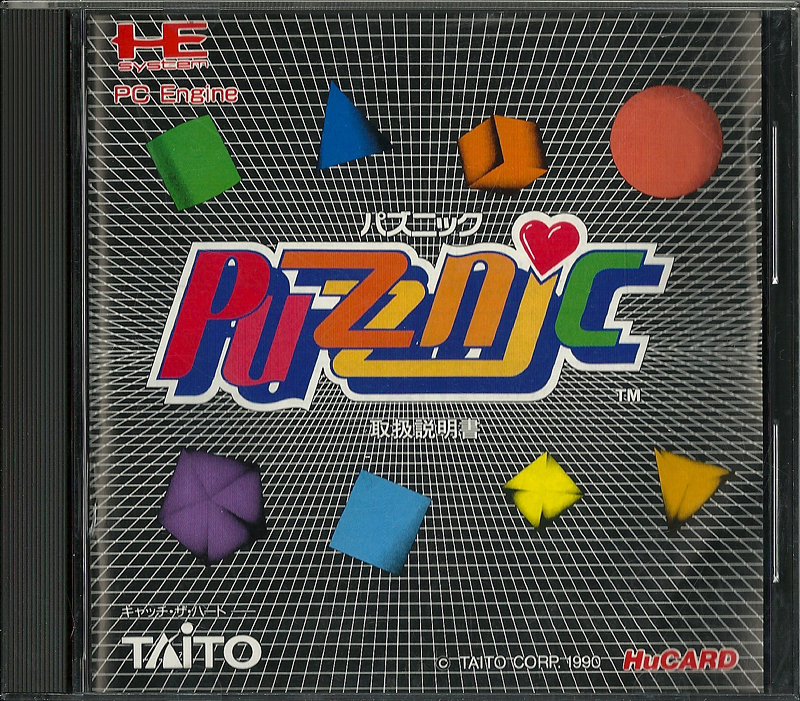 HE
SYSTEM
PC Engine
パズニック
PUZZNIC
TM
取扱説明書
キャッチ・ザ・ハート
TAITO
© TAITO CORP. 1990
HuCARD